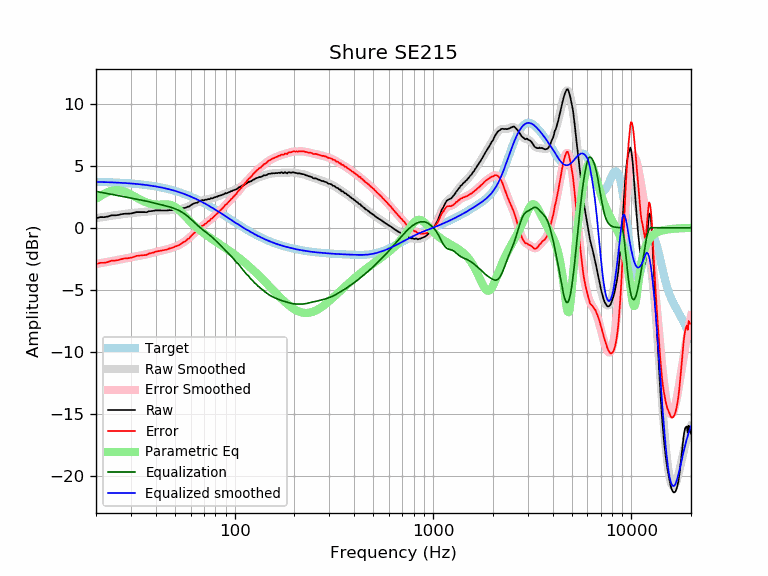 Shure SE215
Amplitude (dBr)
10
5
0
−5
−10
−15
−20
Target
Raw Smoothed
Error Smoothed
Raw
Error
Parametric Eq
Equalization
Equalized smoothed
100 1000 10000
Frequency (Hz)